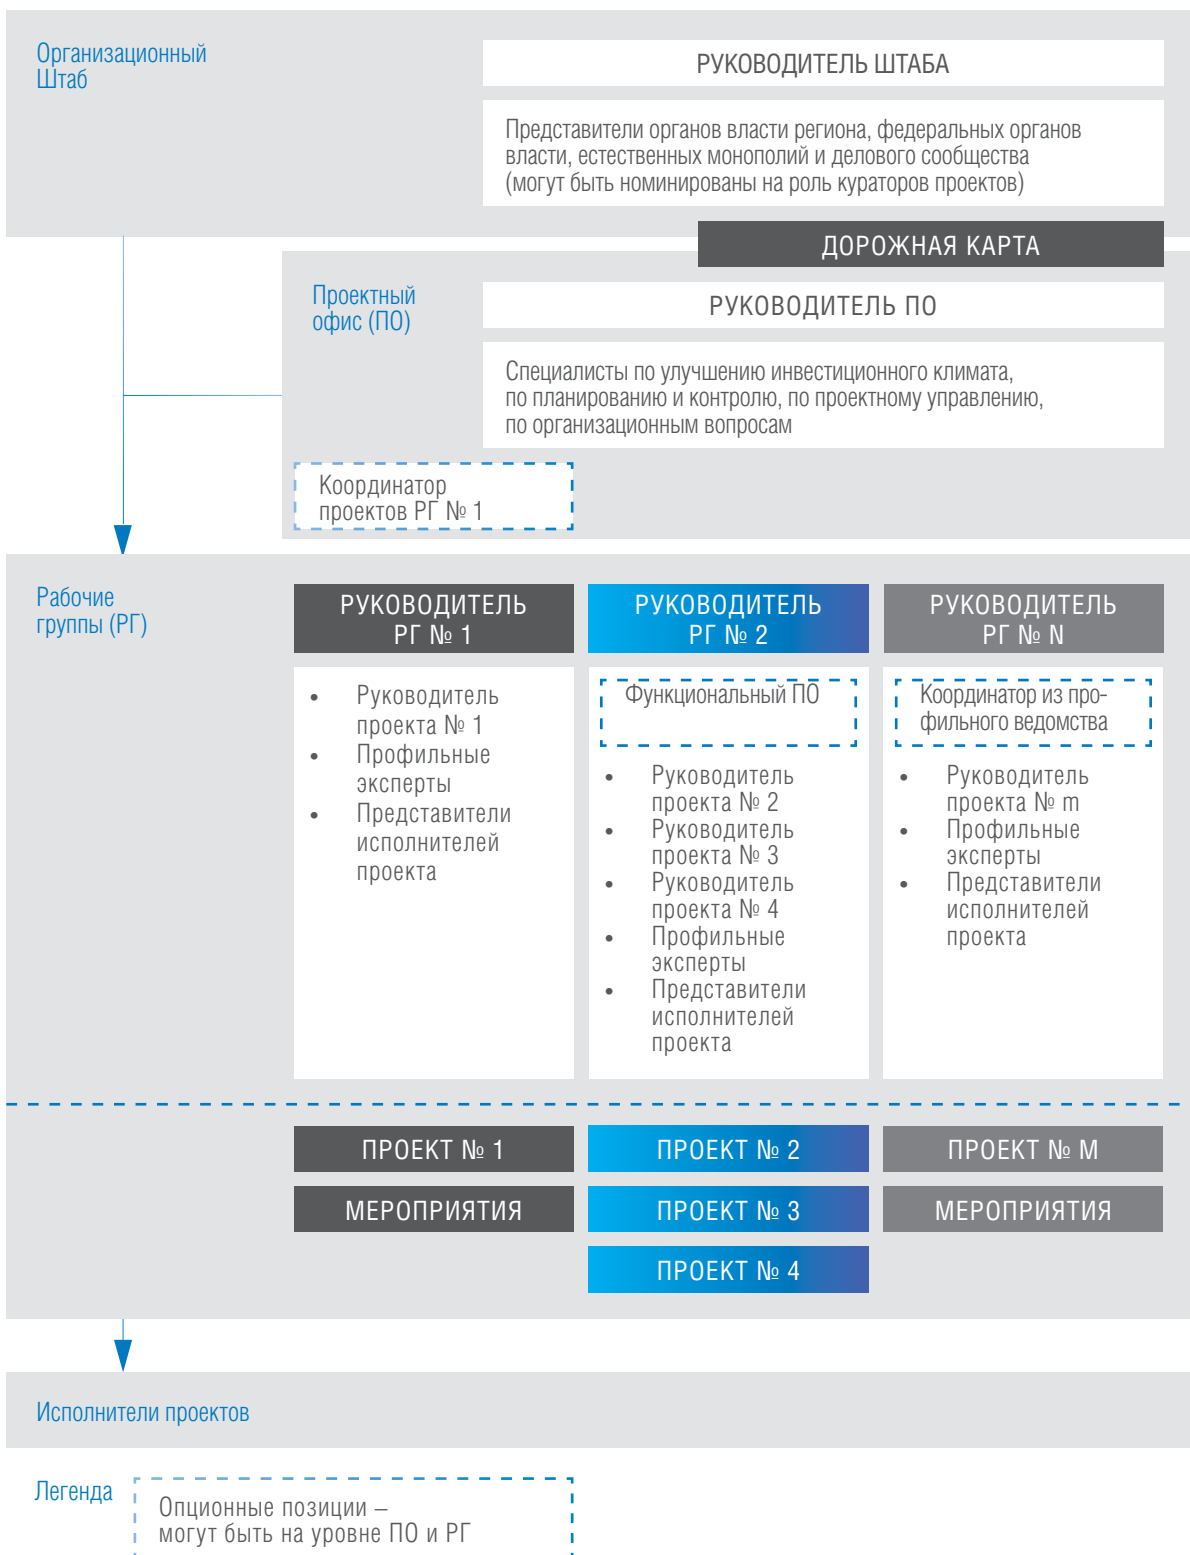 Организационный
Штаб
РУКОВОДИТЕЛЬ ШТАБА
Представители органов власти региона, федеральных органов
власти, естественных монополий и делового сообщества
(могут быть номинированы на роль кураторов проектов)
ДОРОЖНАЯ КАРТА
Проектный
офис (ПО)
РУКОВОДИТЕЛЬ ПО
Специалисты по улучшению инвестиционного климата,
по планированию и контролю, по проектному управлению,
по организационным вопросам
Координатор
проектов РГ № 1
Рабочие
группы (РГ)
РУКОВОДИТЕЛЬ
РГ № 1
• Руководитель
проекта № 1
• Профильные
эксперты
• Представители
исполнителей
проекта
РУКОВОДИТЕЛЬ
РГ № 2
Функциональный ПО
• Руководитель
проекта № 2
• Руководитель
проекта № 3
• Руководитель
проекта № 4
• Профильные
эксперты
• Представители
исполнителей
проекта
РУКОВОДИТЕЛЬ
РГ № N
Координатор из про-
фильного ведомства
• Руководитель
проекта № m
• Профильные
эксперты
• Представители
исполнителей
проекта
ПРОЕКТ № 1
МЕРОПРИЯТИЯ
ПРОЕКТ № 2
ПРОЕКТ № 3
ПРОЕКТ № 4
ПРОЕКТ № М
МЕРОПРИЯТИЯ
Исполнители проектов
Легенда
Опционные позиции –
могут быть на уровне ПО и РГ